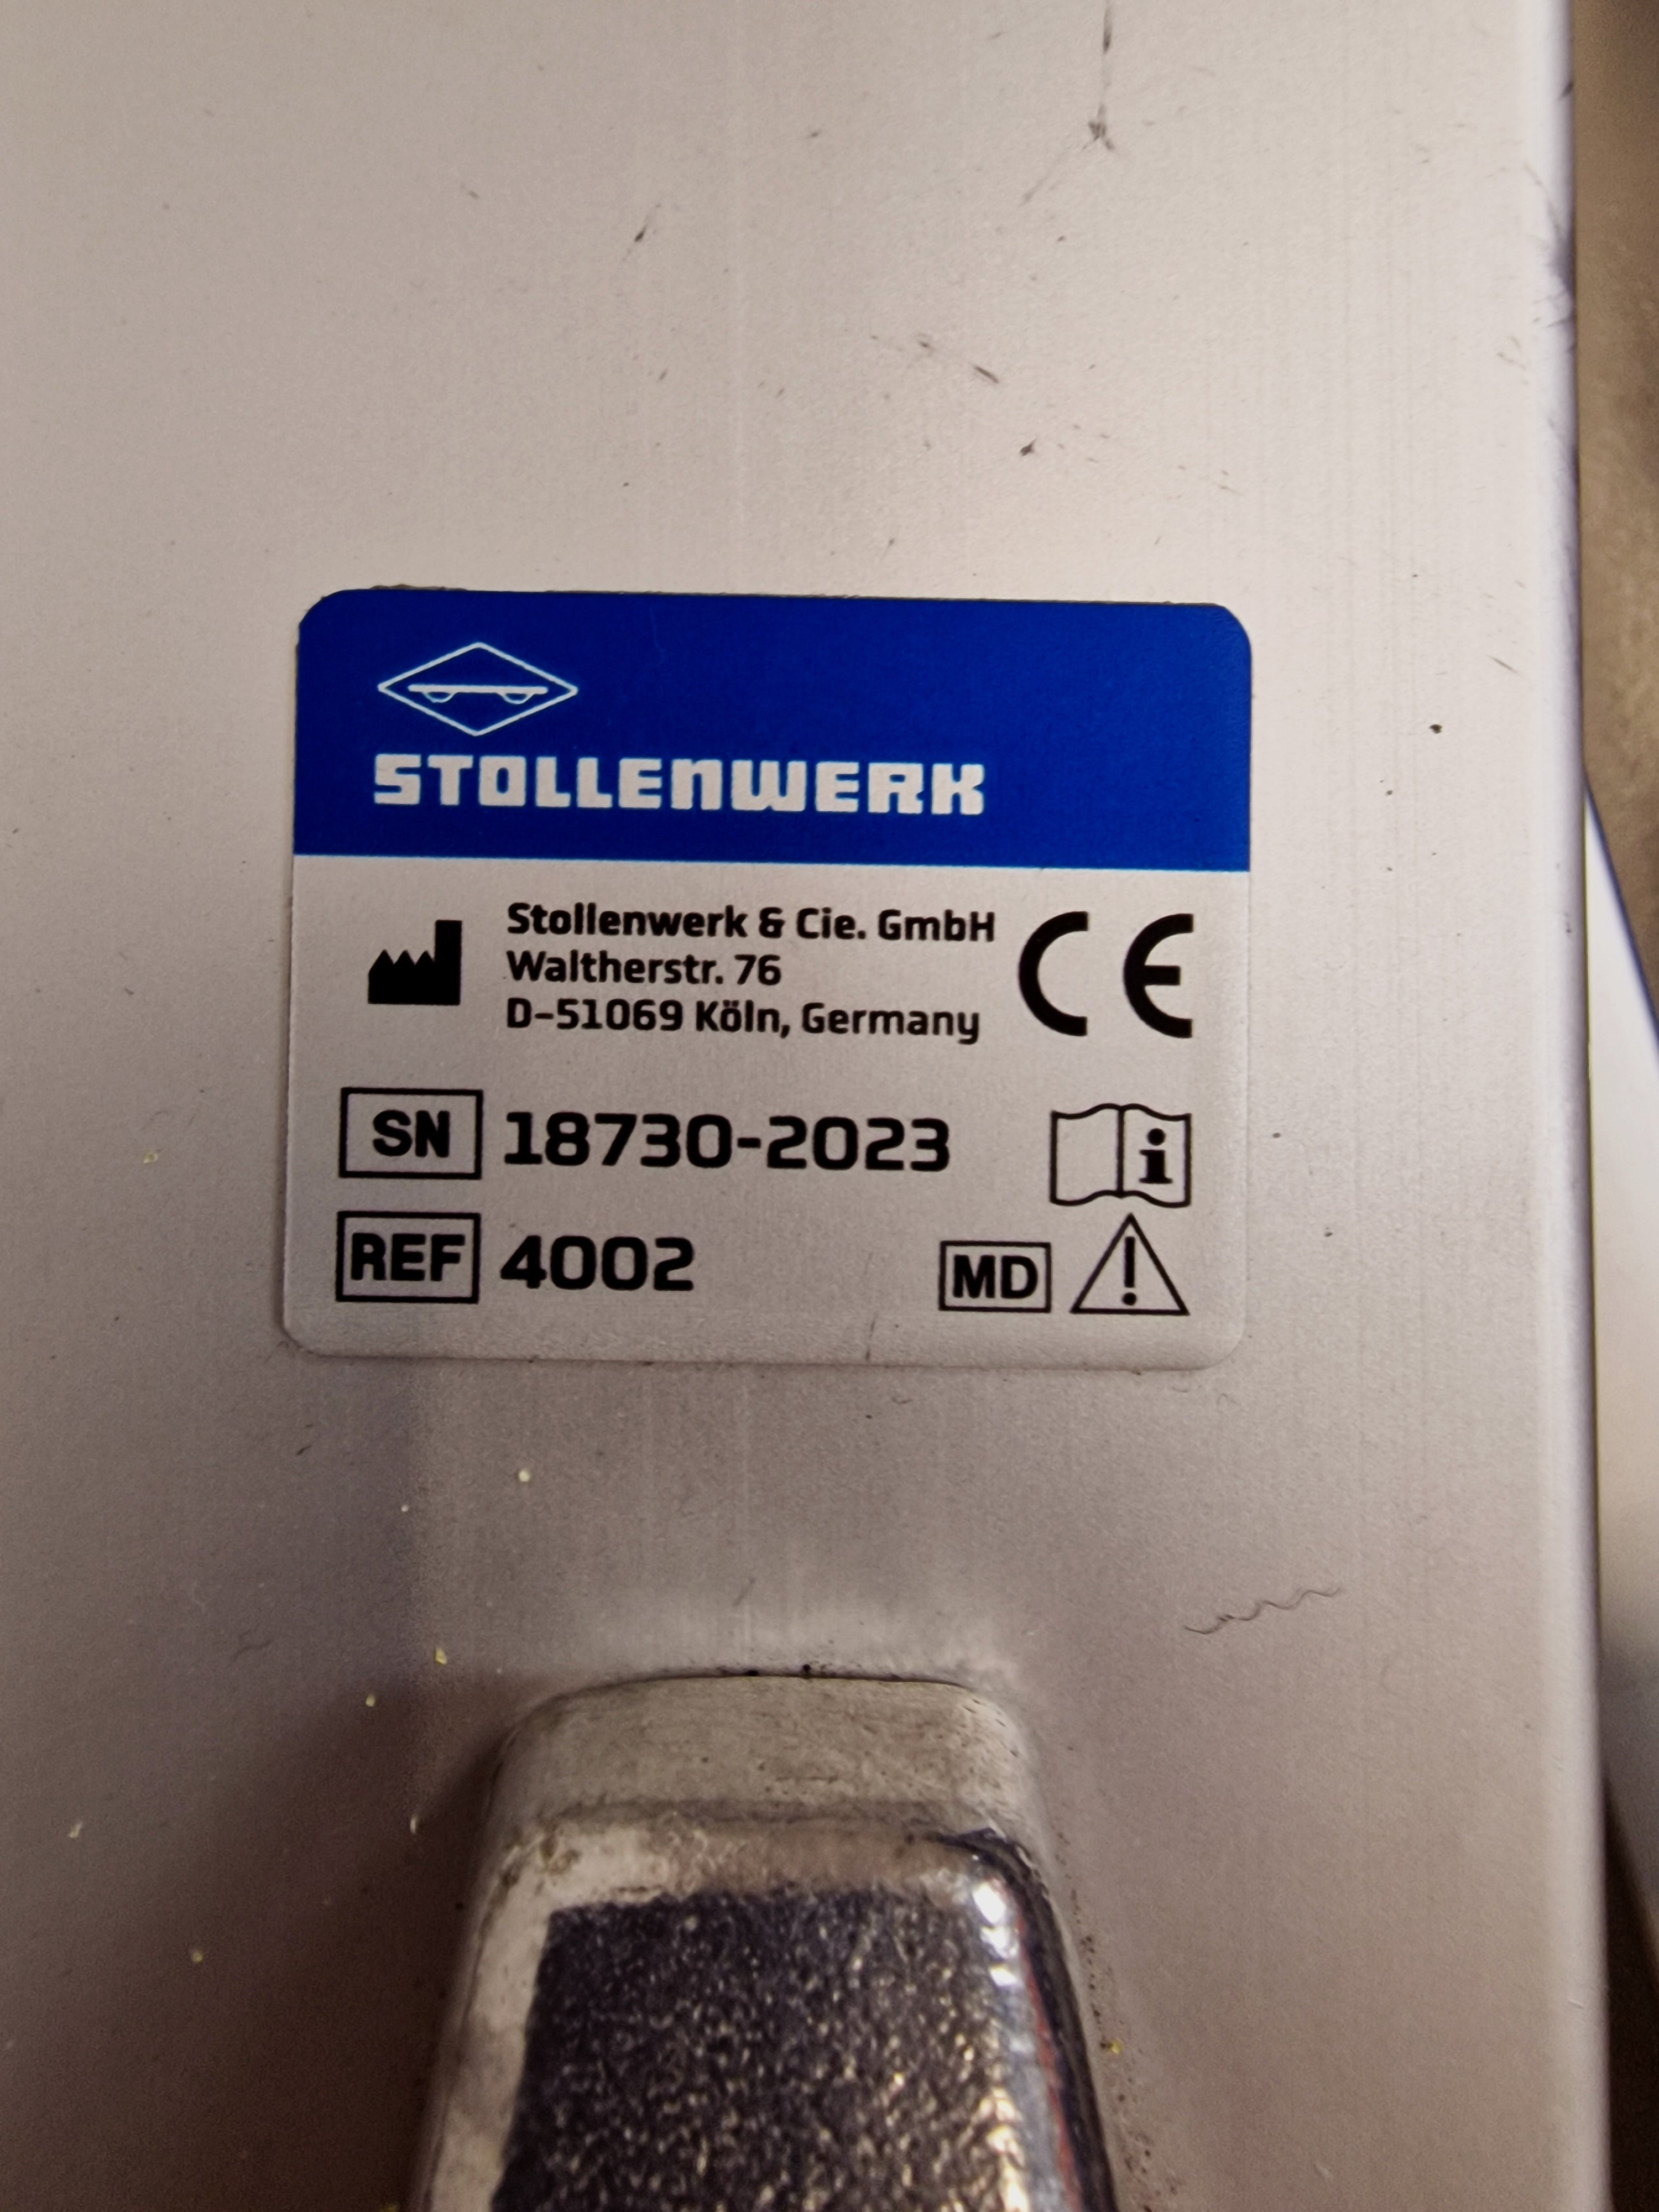 STOLLENWERK
Stollenwerk & Cie. GmbH
Waltherstr. 76
D-51069 Köln, Germany
CE
SN 18730-2023
i
REF 4002
MD !